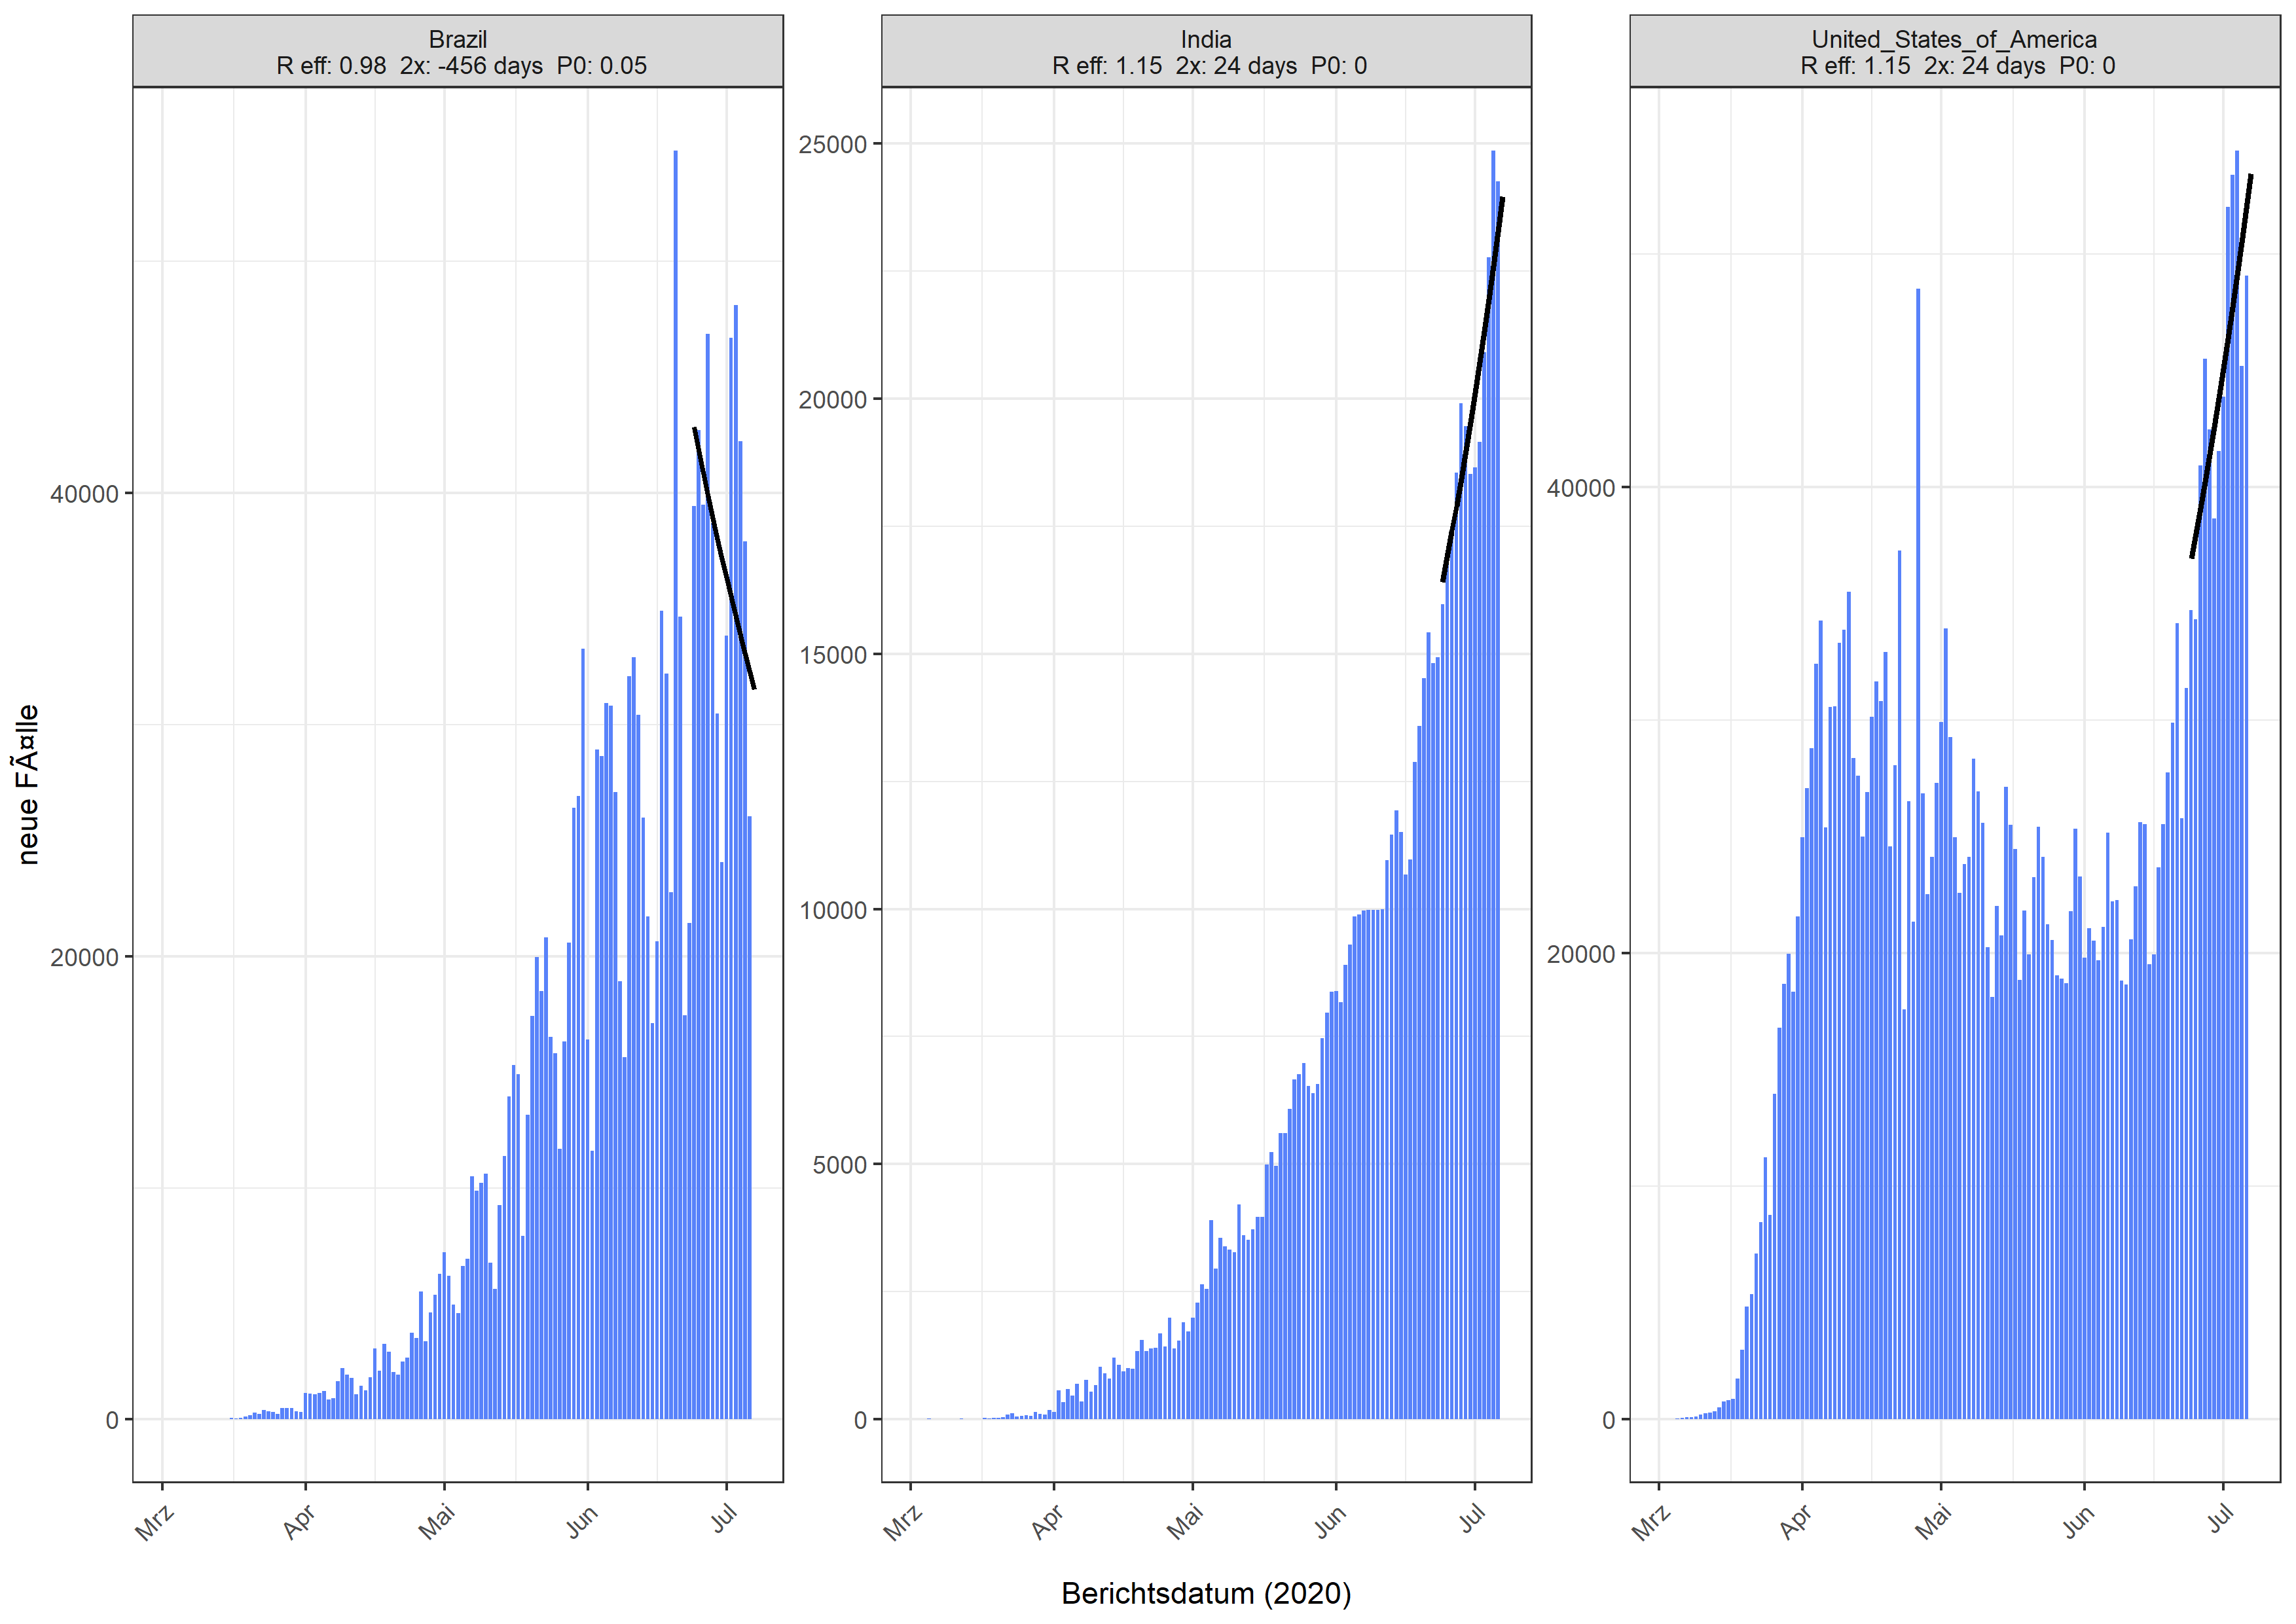 Brazil
R eff: 0.98 2x: -456 days P0: 0.05
India
R eff: 1.15 2x: 24 days P0: 0
United_States_of_America
R eff: 1.15 2x: 24 days P0: 0
neue FÃ¤lle
40000
20000
0
Mrz
Apr
Mai
Jun
Jul
25000
20000
15000
10000
5000
0
Mrz
Apr
Mai
Jun
Jul
40000
20000
0
Mrz
Apr
Mai
Jun
Jul
Berichtsdatum (2020)